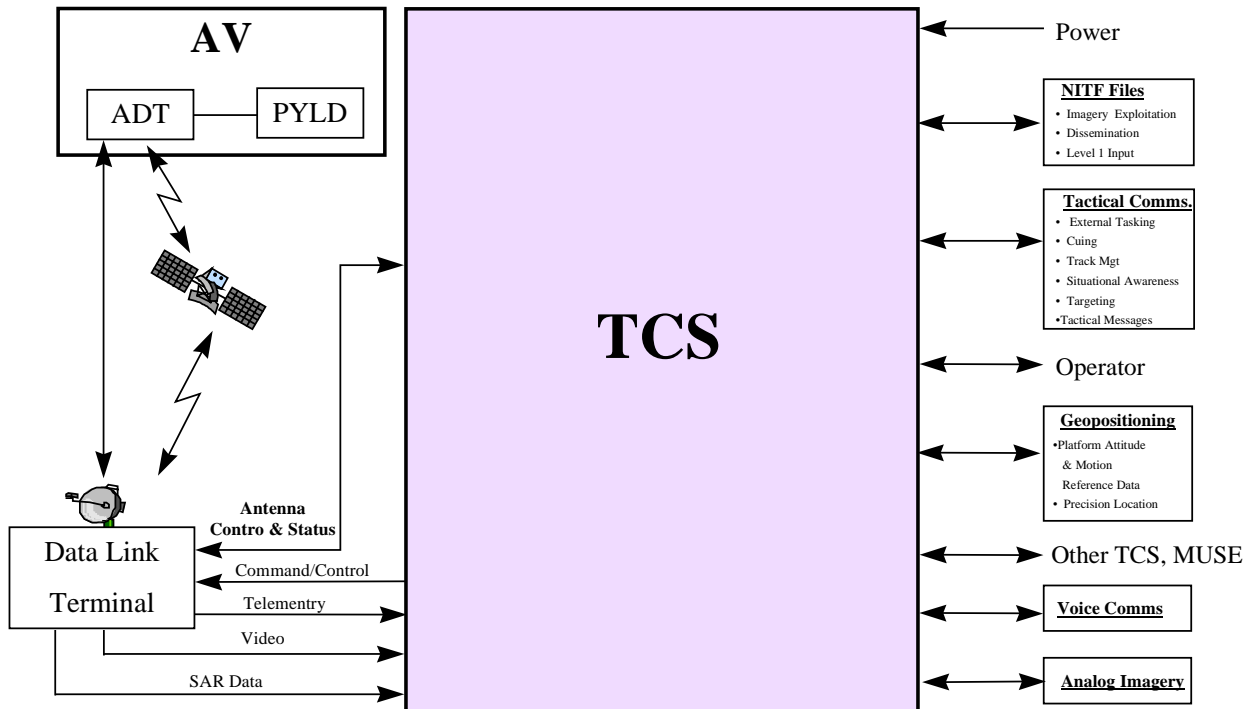 AV
ADT
PYLD
Antenna
Contro & Status
Data Link
Terminal
Command/Control
Telementry
Video
SAR Data
TCS
Power
NITF Files
• Imagery Exploitation
• Dissemination
• Level 1 Input
Tactical Comms.
• External Tasking
• Cuing
• Track Mgt
• Situational Awareness
• Targeting
•Tactical Messages
Operator
Geopositioning
•Platform Attitude
& Motion
Reference Data
• Precision Location
Other TCS, MUSE
Voice Comms
Analog Imagery